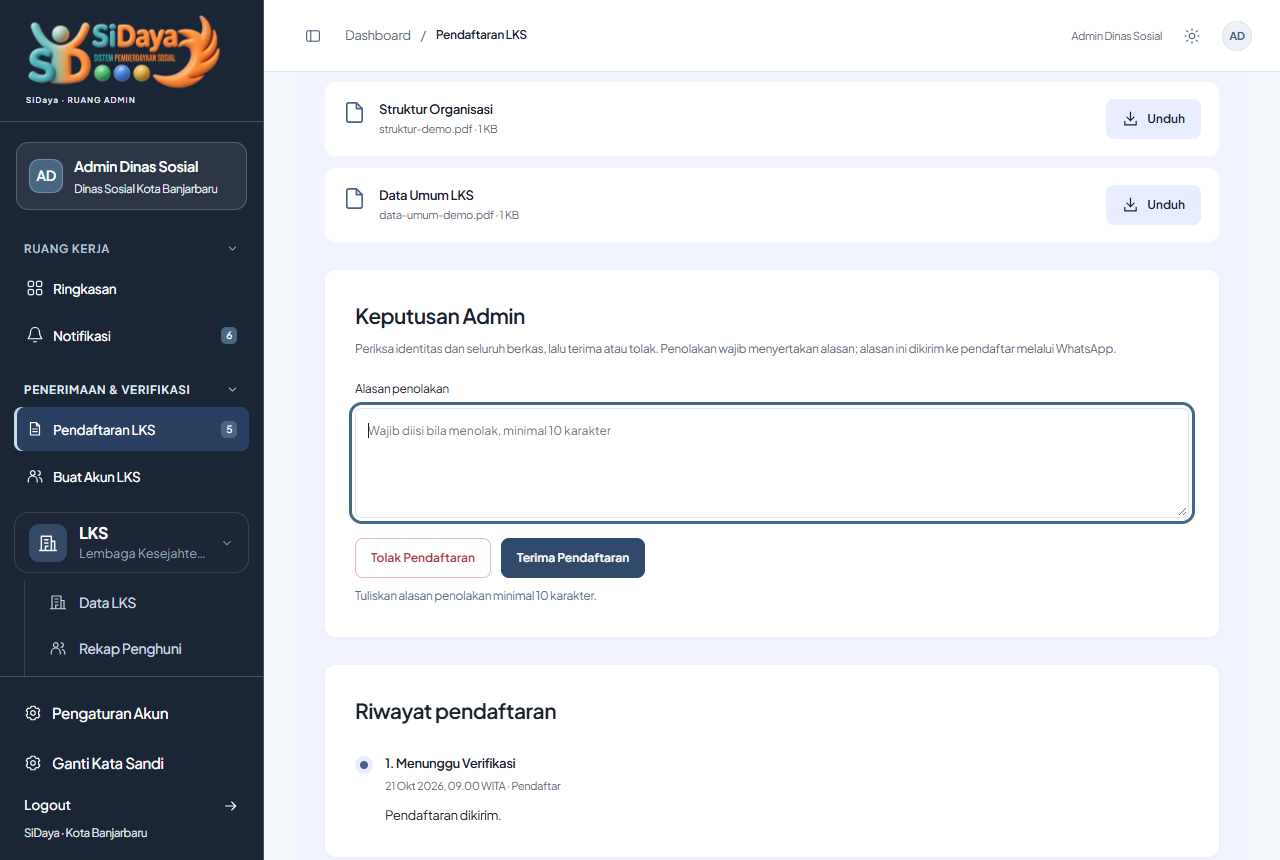 SiDaya
SISTEM PEMBERDAYAAN SOSIAL
SiDaya · RUANG ADMIN
AD
Admin Dinas Sosial
Dinas Sosial Kota Banjarbaru
RUANG KERJA
Ringkasan
Notifikasi
6
PENERIMAAN & VERIFIKASI
Pendaftaran LKS
5
Buat Akun LKS
LKS
Lembaga Kesejahte...
Data LKS
Rekap Penghuni
Pengaturan Akun
Ganti Kata Sandi
Logout
SiDaya · Kota Banjarbaru
Dashboard / Pendaftaran LKS
Admin Dinas Sosial
AD
Struktur Organisasi
struktur-demo.pdf · 1 KB
Unduh
Data Umum LKS
data-umum-demo.pdf · 1 KB
Unduh
Keputusan Admin
Periksa identitas dan seluruh berkas, lalu terima atau tolak. Penolakan wajib menyertakan alasan; alasan ini dikirim ke pendaftar melalui WhatsApp.
Alasan penolakan
Wajib diisi bila menolak, minimal 10 karakter
Tolak Pendaftaran
Terima Pendaftaran
Tuliskan alasan penolakan minimal 10 karakter.
Riwayat pendaftaran
1. Menunggu Verifikasi
21 Okt 2026, 09.00 WITA · Pendaftar
Pendaftaran dikirim.